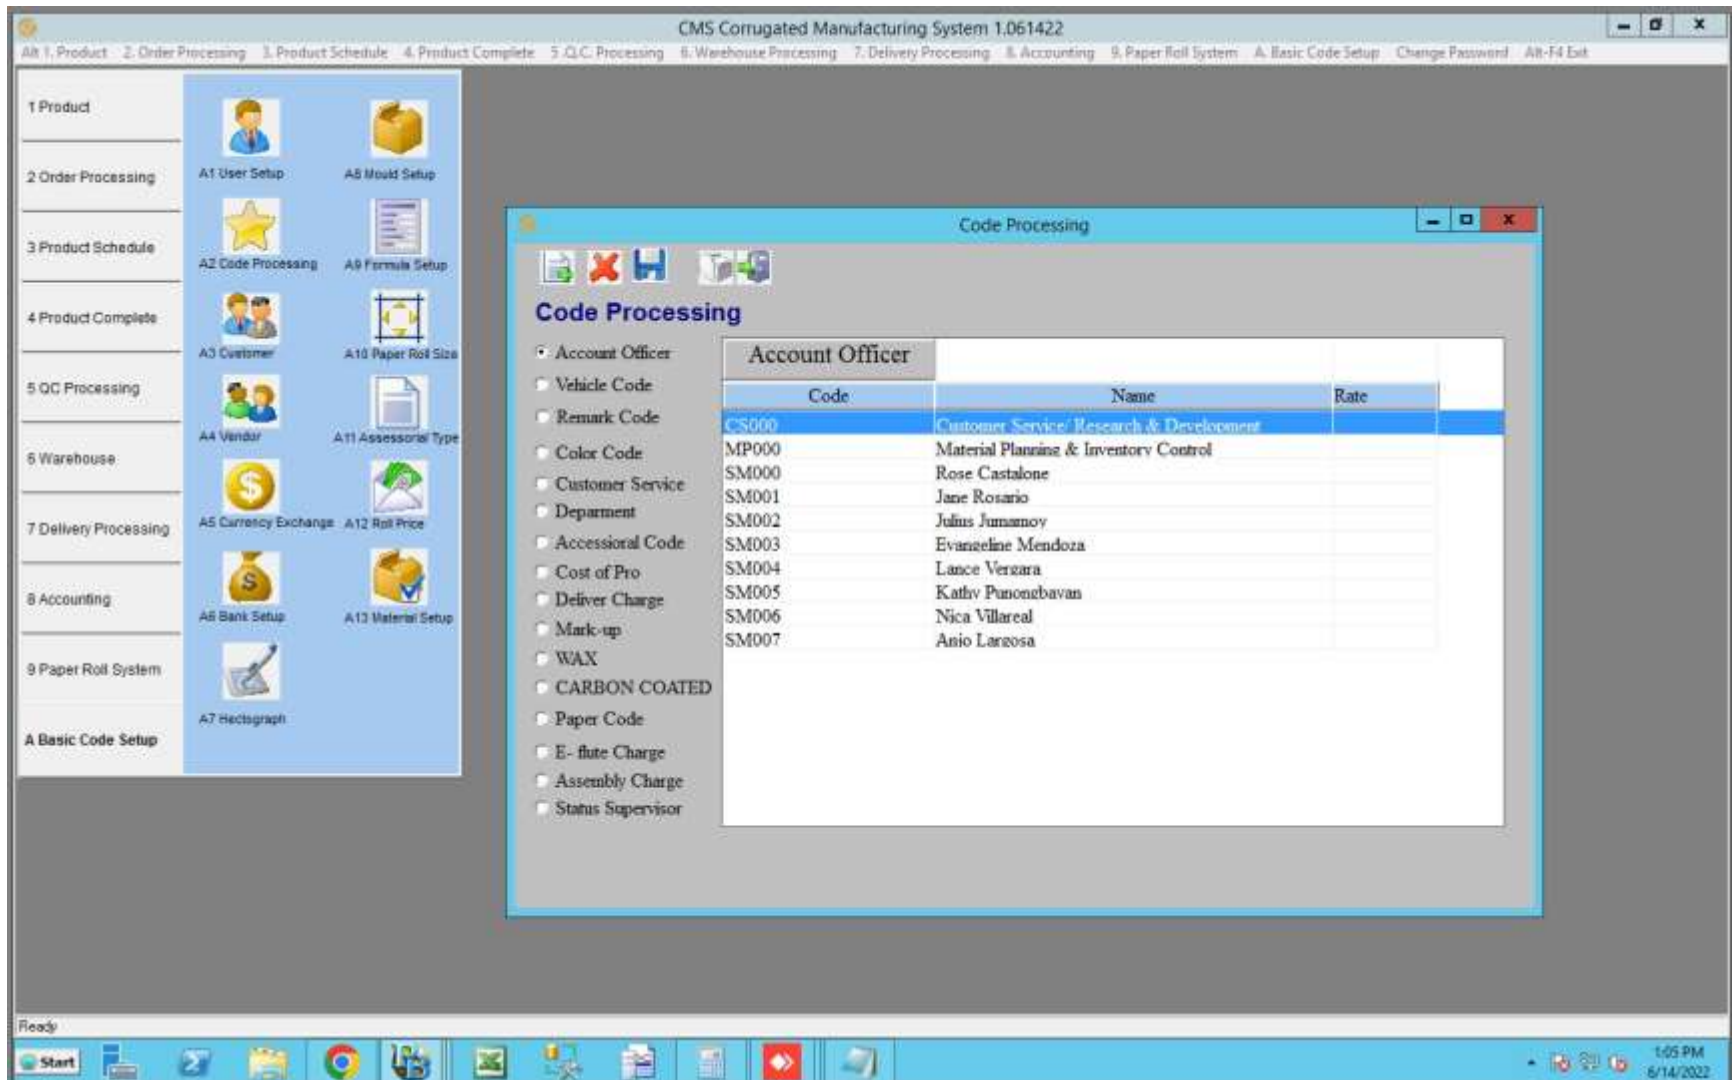 CMS Corrugated Manufacturing System 1.061422
Alt 1. Product 2. Order Processing 3. Product Schedule 4. Product Complete 5 .Q.C. Processing 6. Warehouse Processing 7. Delivery Processing 8. Accounting 9. Paper Roll System A. Basic Code Setup Change Password Alt-F4 Exit
1 Product
2 Order Processing
3 Product Schedule
4 Product Complete
5 QC Processing
6 Warehouse
7 Delivery Processing
8 Accounting
9 Paper Roll System
A Basic Code Setup
A1 User Setup A8 Mould Setup
A2 Code Processing A9 Formula Setup
A3 Customer A10 Paper Roll Size
A4 Vendor A11 Assessorial Type
A5 Currency Exchange A12 Roll Price
A6 Bank Setup A13 Material Setup
A7 Hectograph
Code Processing
Code Processing
Account Officer
Vehicle Code
Remark Code
Color Code
Customer Service
Deparment
Accessioral Code
Cost of Pro
Deliver Charge
Mark-up
WAX
CARBON COATED
Paper Code
E- flute Charge
Assembly Charge
Status Supervisor
Account Officer
Code Name Rate
CS000 Customer Service/ Research & Development
MP000 Material Planning & Inventory Control
SM000 Rose Castalone
SM001 Jane Rosario
SM002 Julius Jumamoy
SM003 Evangeline Mendoza
SM004 Lance Vergara
SM005 Kathy Punongbayan
SM006 Nica Villareal
SM007 Anjo Largosa
Ready
Start
1:05 PM
6/14/2022